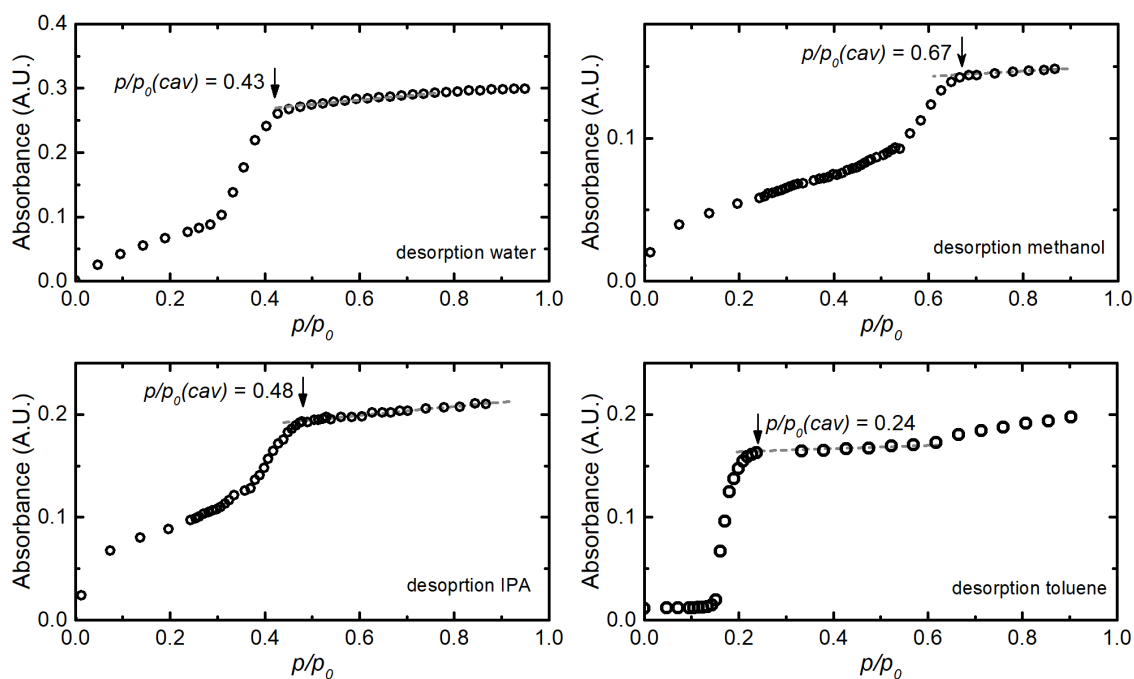 0.4
0.3
0.2
0.1
0.0
Absorbance (A.U.)
p/p0(cav) = 0.43
desorption water
0.0 0.2 0.4 0.6 0.8 1.0
p/p0
0.1
0.0
Absorbance (A.U.)
p/p0(cav) = 0.67
desorption methanol
0.0 0.2 0.4 0.6 0.8 1.0
p/p0
0.2
0.1
0.0
Absorbance (A.U.)
p/p0(cav) = 0.48
desoprtion IPA
0.0 0.2 0.4 0.6 0.8 1.0
p/p0
0.2
0.1
0.0
Absorbance (A.U.)
p/p0(cav) = 0.24
desorption toluene
0.0 0.2 0.4 0.6 0.8 1.0
p/p0